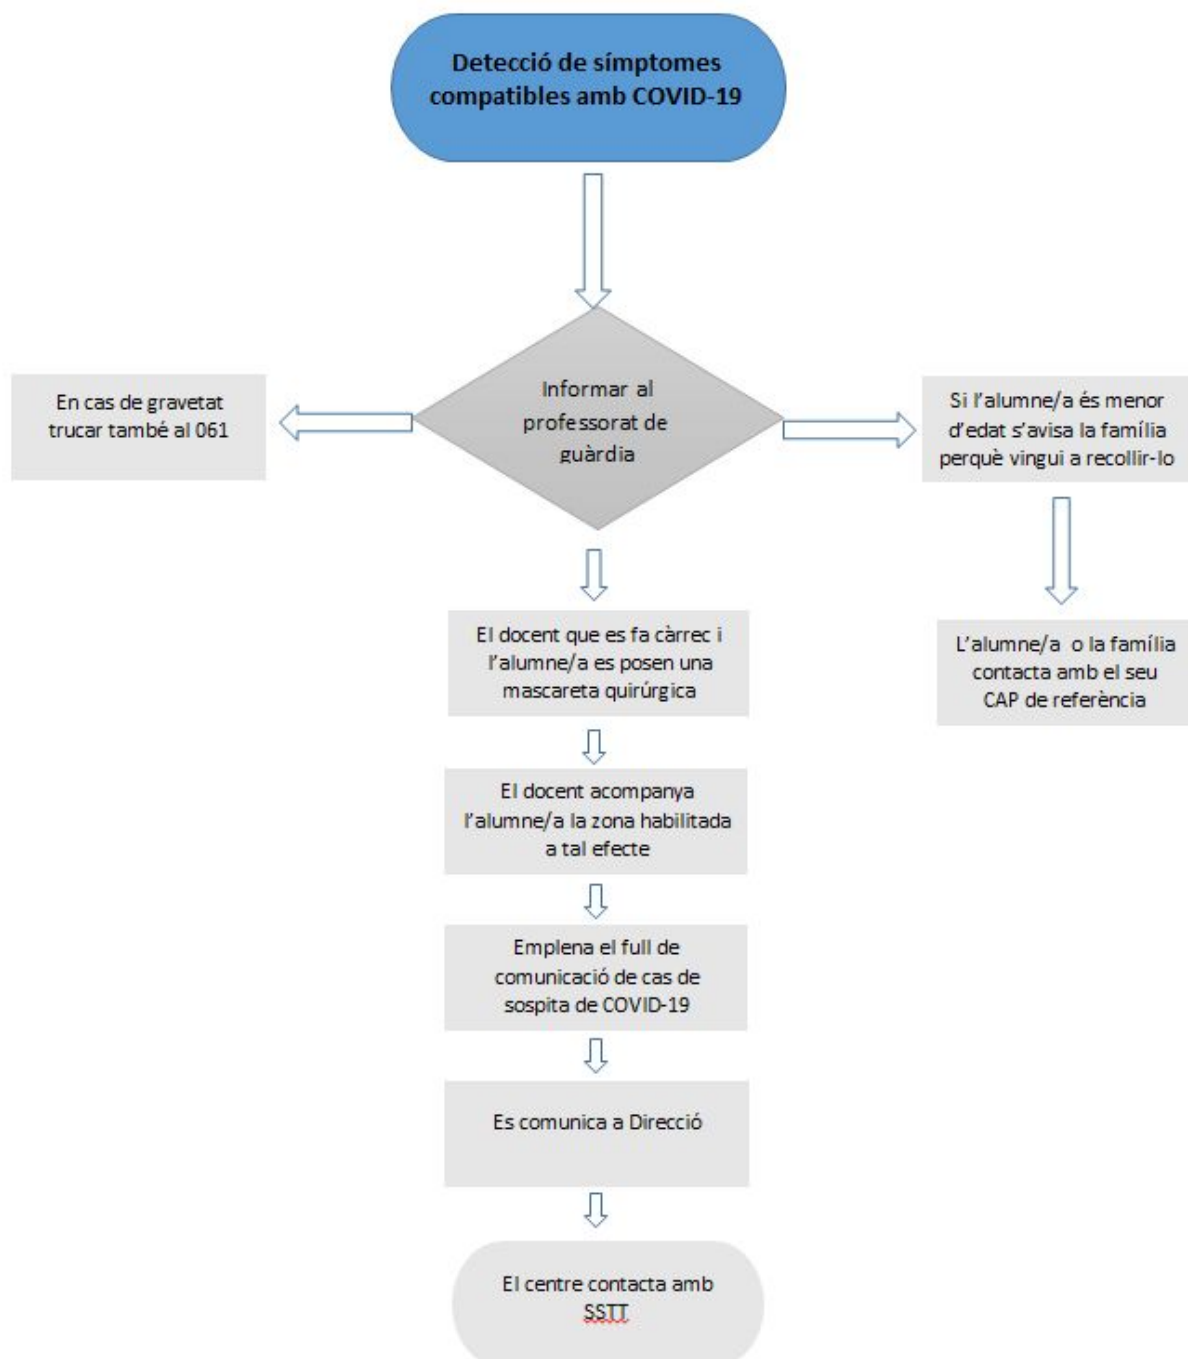 Detecció de símptomes
compatibles amb COVID-19
En cas de gravetat
trucar també al 061
Informar al
professorat de
guàrdia
Si l'alumne/a és menor
d'edat s'avisa la família
perquè vingui a recollir-lo
El docent que es fa càrrec i
l'alumne/a es posen una
mascareta quirúrgica
L'alumne/a o la família
contacta amb el seu
CAP de referència
El docent acompanya
l'alumne/a la zona habilitada
a tal efecte
Emplena el full de
comunicació de cas de
sospita de COVID-19
Es comunica a Direcció
El centre contacta amb
SSTT